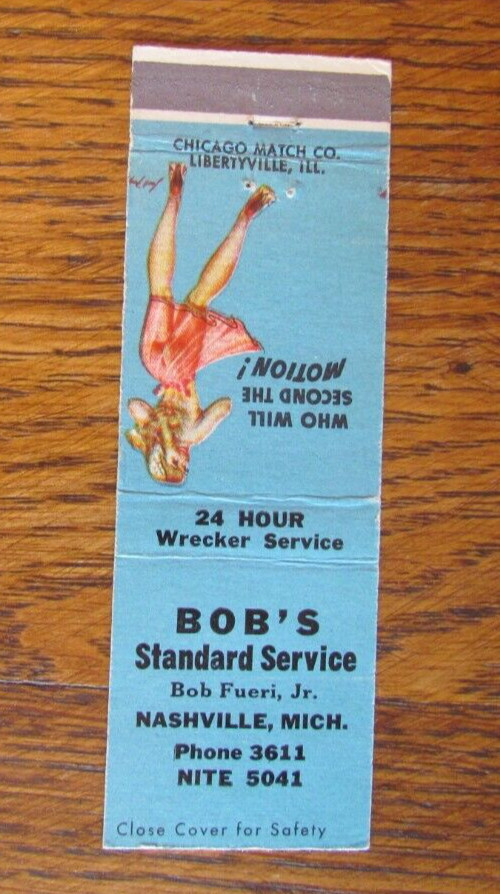 CHICAGO MATCH CO.
LIBERTYVILLE, ILL.
WHO WILL
SECOND THE
MOTION!
24 HOUR
Wrecker Service
BOB'S
Standard Service
Bob Fueri, Jr.
NASHVILLE, MICH.
Phone 3611
NITE 5041
Close Cover for Safety